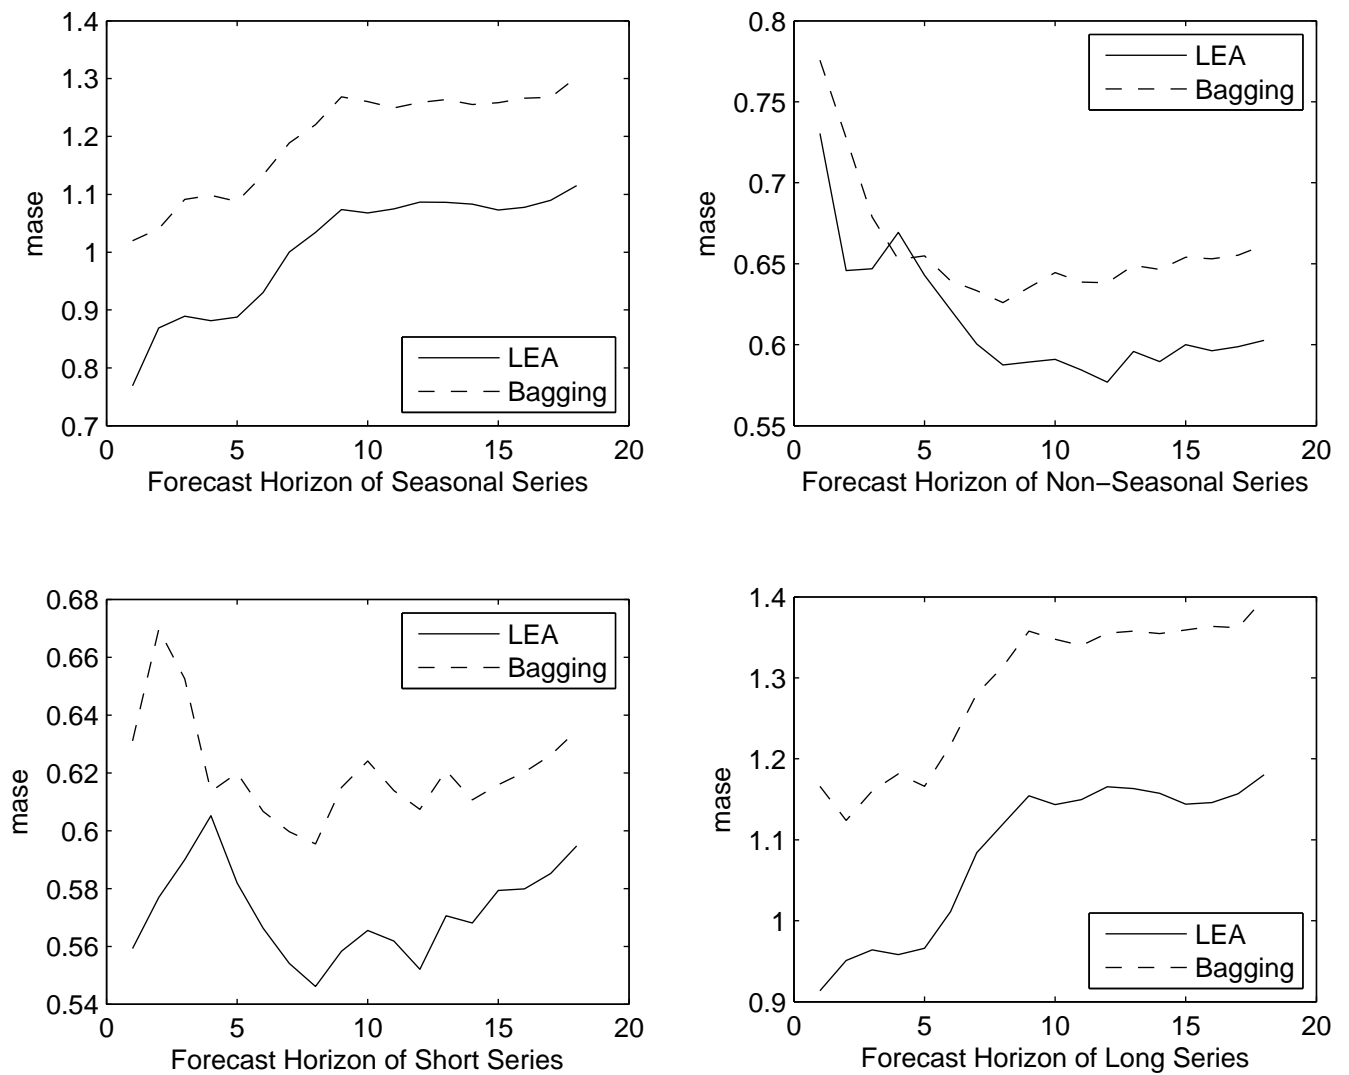 1.4
1.3
1.2
1.1
1
0.9
0.8
0.7
mase
0 5 10 15 20
Forecast Horizon of Seasonal Series
LEA
Bagging
0.8
0.75
0.7
0.65
0.6
0.55
mase
0 5 10 15 20
Forecast Horizon of Non−Seasonal Series
LEA
Bagging
0.68
0.66
0.64
0.62
0.6
0.58
0.56
0.54
mase
0 5 10 15 20
Forecast Horizon of Short Series
LEA
Bagging
1.4
1.3
1.2
1.1
1
0.9
mase
0 5 10 15 20
Forecast Horizon of Long Series
LEA
Bagging